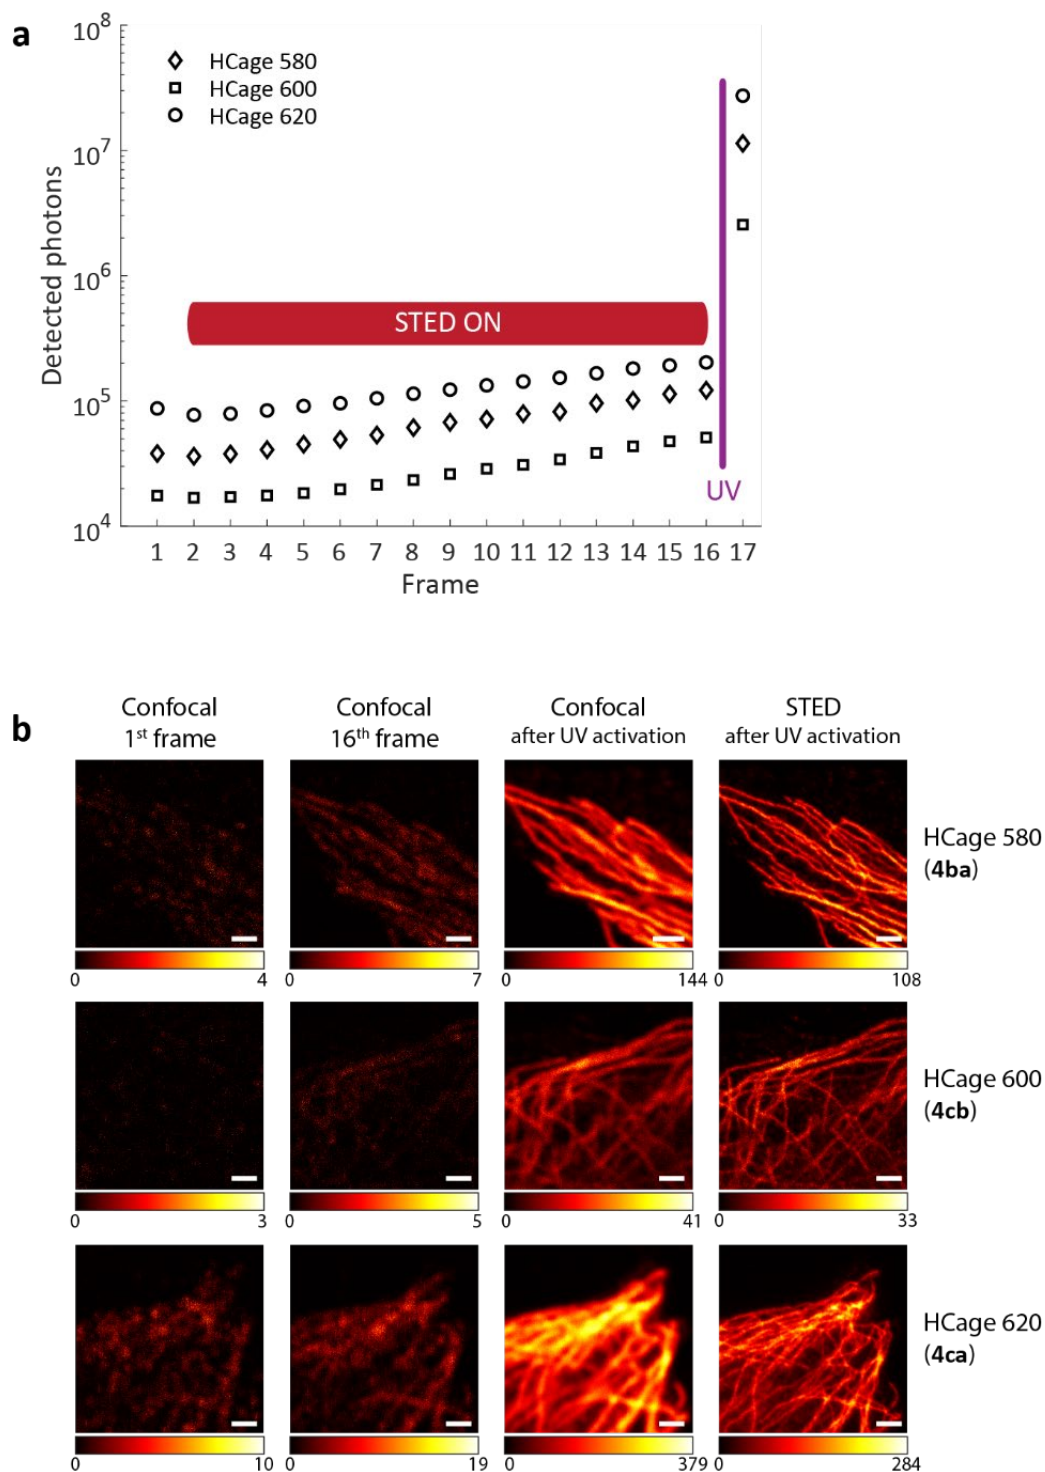 a
10^8
HCage 580
HCage 600
HCage 620
10^7
10^6
10^5
10^4
Detected photons
STED ON
UV
1 2 3 4 5 6 7 8 9 10 11 12 13 14 15 16 17
Frame
b
Confocal
1st frame
Confocal
16th frame
Confocal
after UV activation
STED
after UV activation
HCage 580
(4ba)
0 4 0 7 0 144 0 108
HCage 600
(4cb)
0 3 0 5 0 41 0 33
HCage 620
(4ca)
0 10 0 19 0 379 0 284